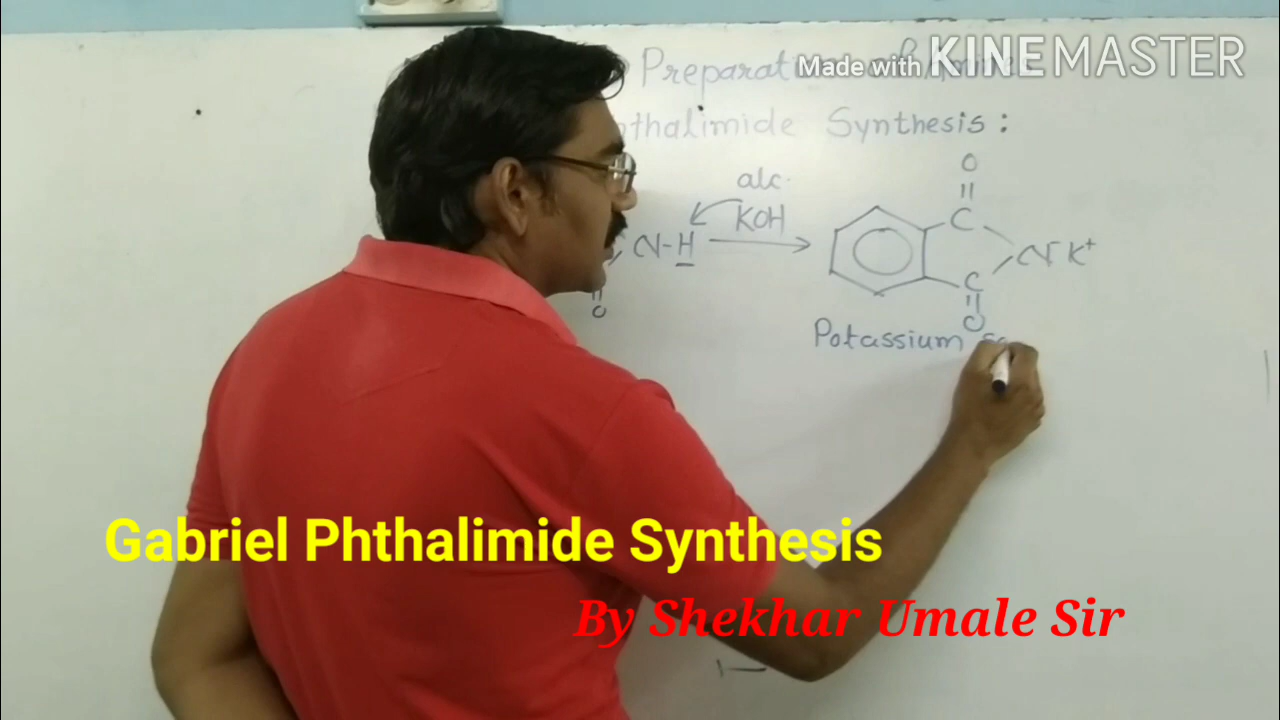 Preparat
Made with KINEMASTER
thalimide Synthesis :
alc.
KOH
O
C
N-H
N K+
C
O
O
Potassium
Gabriel Phthalimide Synthesis
By Shekhar Umale Sir